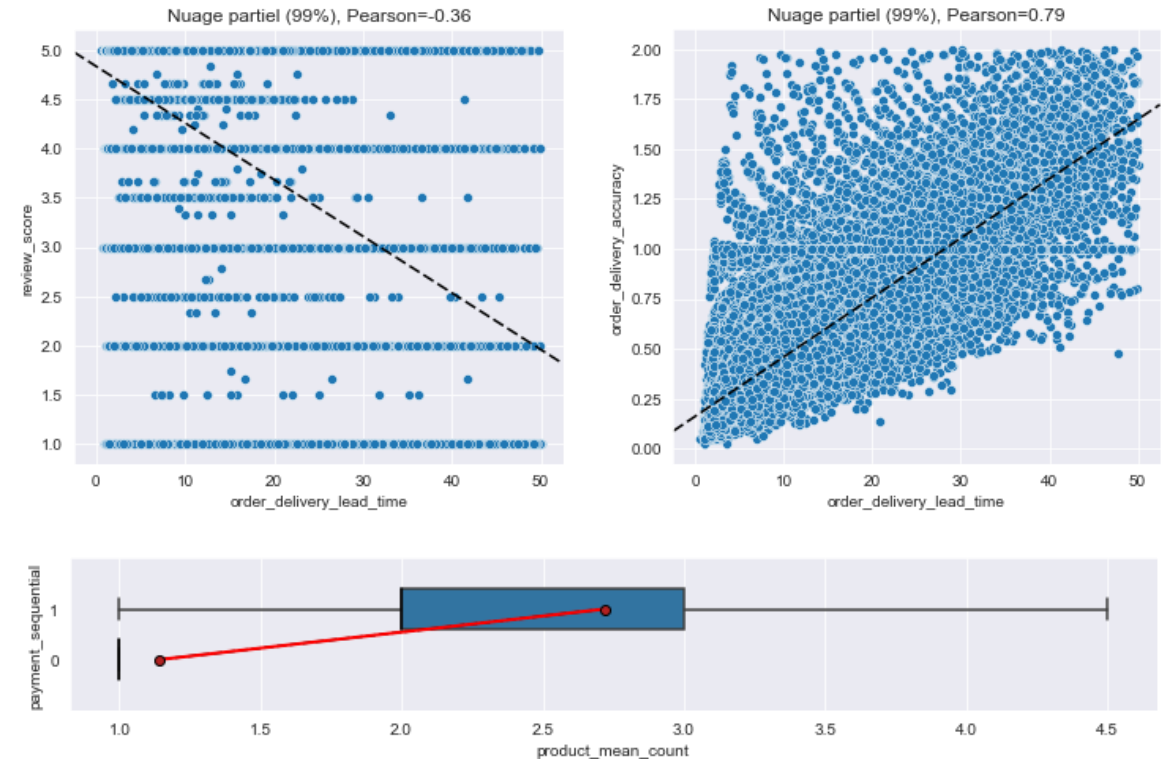 Nuage partiel (99%), Pearson=-0.36
5.0
4.5
4.0
3.5
3.0
2.5
2.0
1.5
1.0
review_score
0 10 20 30 40 50
order_delivery_lead_time
Nuage partiel (99%), Pearson=0.79
2.00
1.75
1.50
1.25
1.00
0.75
0.50
0.25
0.00
order_delivery_accuracy
0 10 20 30 40 50
order_delivery_lead_time
payment_sequential
1
0
1.0 1.5 2.0 2.5 3.0 3.5 4.0 4.5
product_mean_count